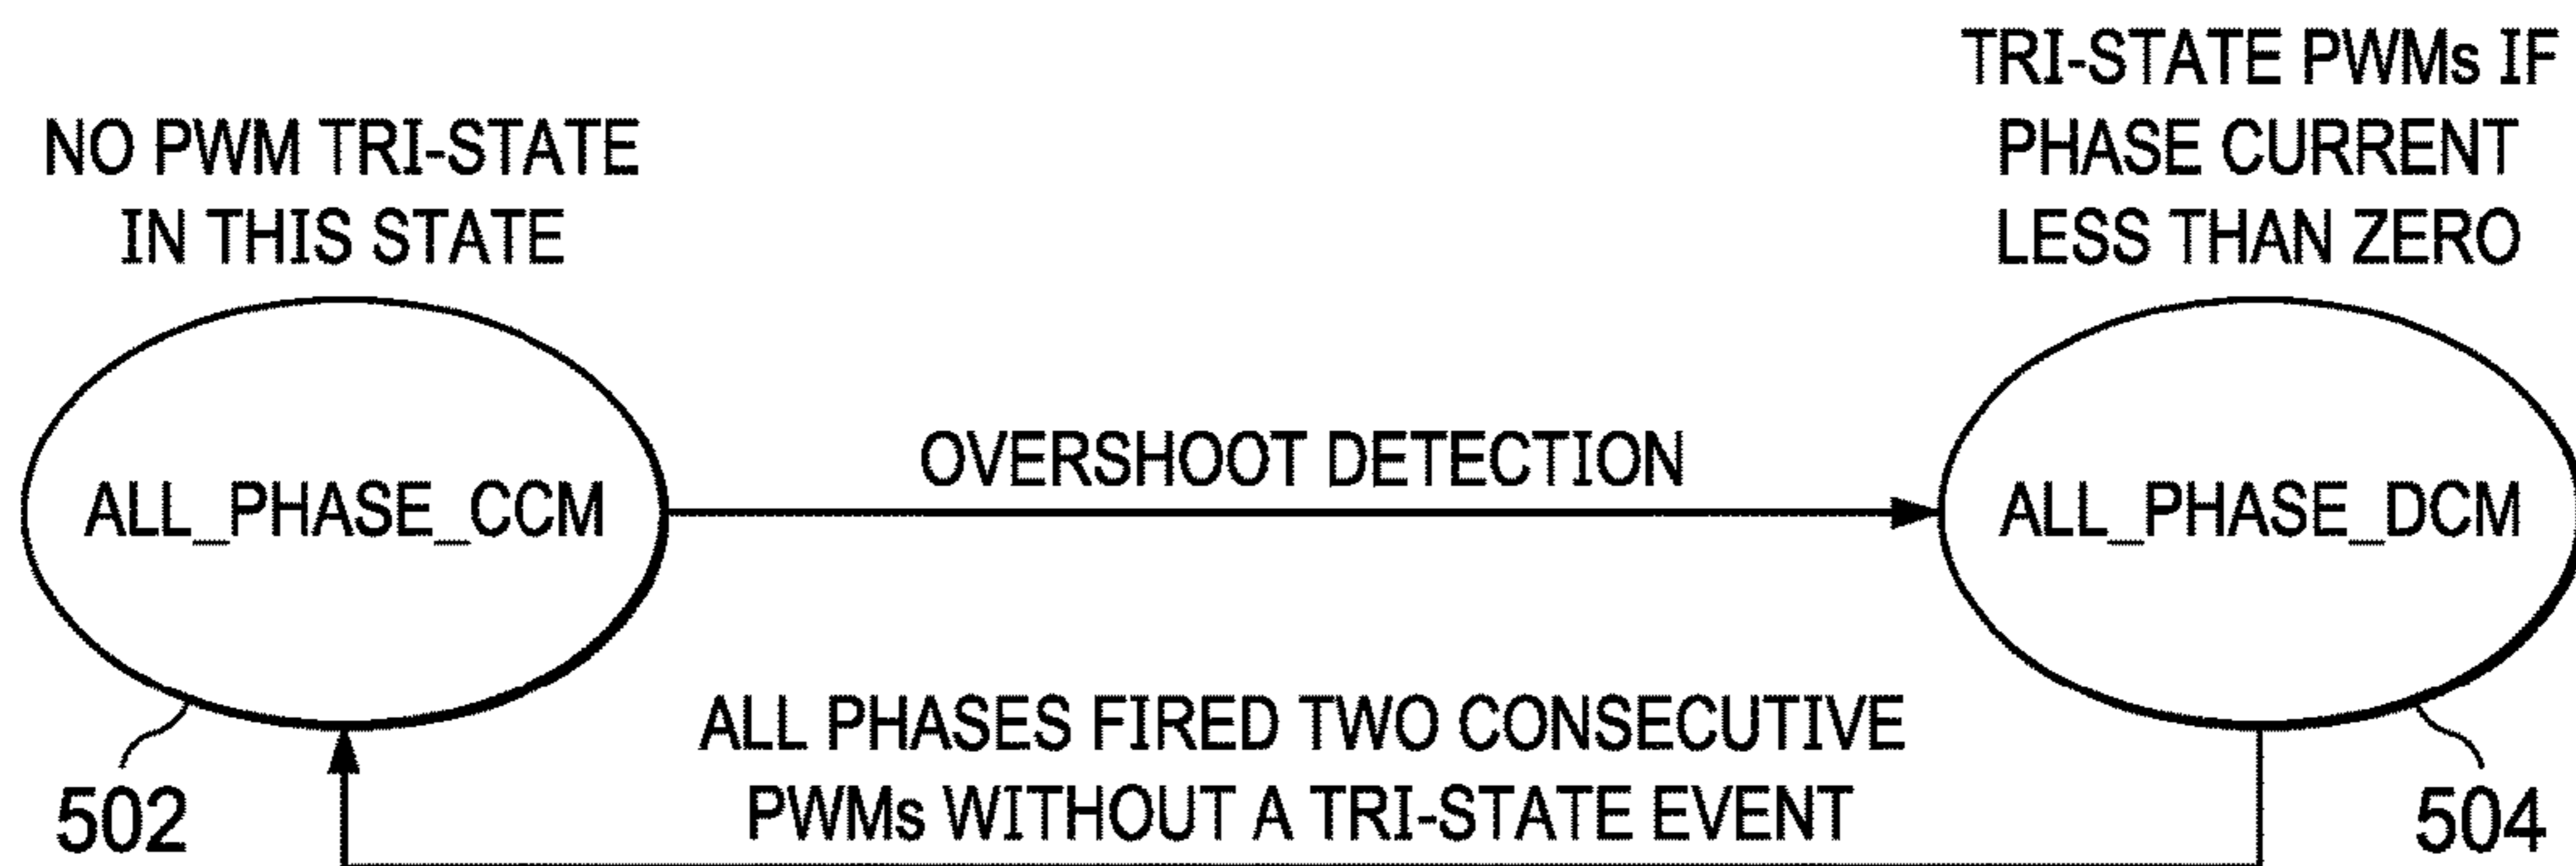 NO PWM TRI-STATE
IN THIS STATE
TRI-STATE PWMs IF
PHASE CURRENT
LESS THAN ZERO
ALL_PHASE_CCM
OVERSHOOT DETECTION
ALL_PHASE_DCM
ALL PHASES FIRED TWO CONSECUTIVE
PWMs WITHOUT A TRI-STATE EVENT
502
504